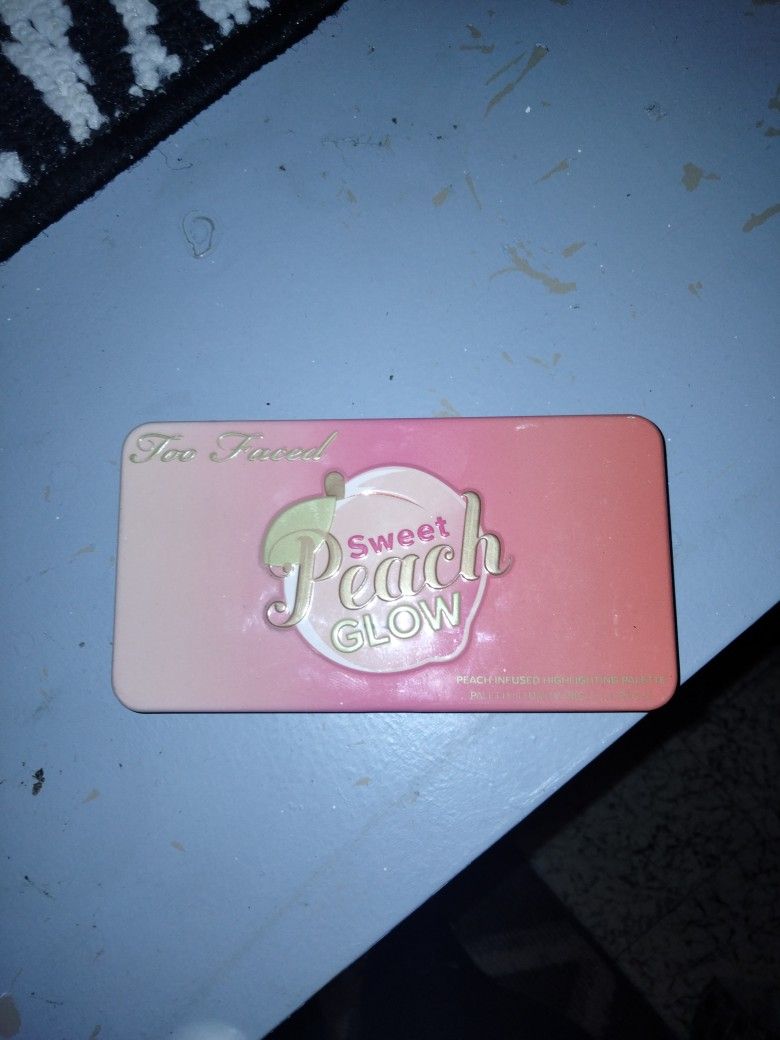 Too Faced
Sweet
Peach
GLOW
PEACH-INFUSED HIGHLIGHTING PALETTE